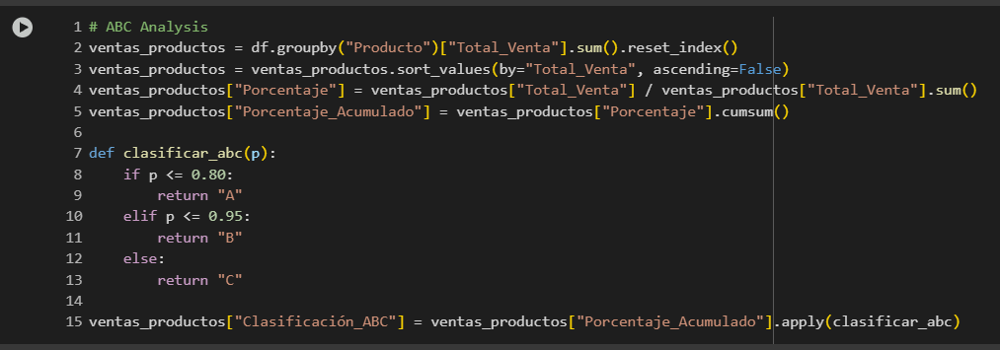 1 # ABC Analysis
2 ventas_productos = df.groupby("Producto")["Total_Venta"].sum().reset_index()
3 ventas_productos = ventas_productos.sort_values(by="Total_Venta", ascending=False)
4 ventas_productos["Porcentaje"] = ventas_productos["Total_Venta"] / ventas_productos["Total_Venta"].sum()
5 ventas_productos["Porcentaje_Acumulado"] = ventas_productos["Porcentaje"].cumsum()
6
7 def clasificar_abc(p):
8     if p <= 0.80:
9         return "A"
10     elif p <= 0.95:
11         return "B"
12     else:
13         return "C"
14
15 ventas_productos["Clasificación_ABC"] = ventas_productos["Porcentaje_Acumulado"].apply(clasificar_abc)